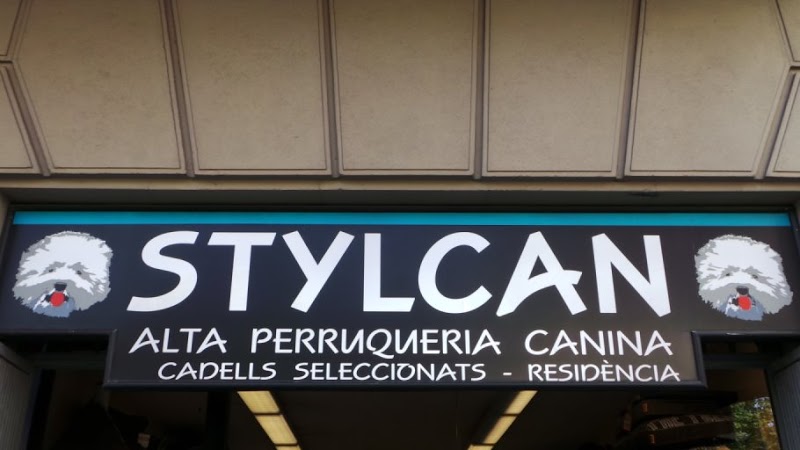 STYLCAN
ALTA PERRUQUERIA CANINA
CADELLS SELECCIONATS - RESIDÈNCIA